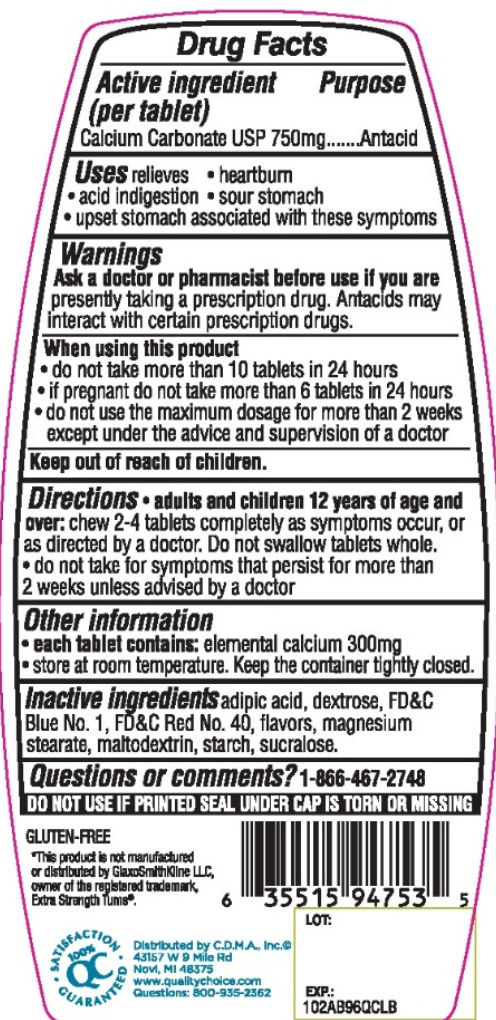 Drug Facts
Active ingredient Purpose
(per tablet)
Calcium Carbonate USP 750mg.......Antacid
Uses relieves • heartburn
• acid indigestion • sour stomach
• upset stomach associated with these symptoms
Warnings
Ask a doctor or pharmacist before use if you are
presently taking a prescription drug. Antacids may
interact with certain prescription drugs.
When using this product
• do not take more than 10 tablets in 24 hours
• if pregnant do not take more than 6 tablets in 24 hours
• do not use the maximum dosage for more than 2 weeks
except under the advice and supervision of a doctor
Keep out of reach of children.
Directions • adults and children 12 years of age and
over: chew 2-4 tablets completely as symptoms occur, or
as directed by a doctor. Do not swallow tablets whole.
• do not take for symptoms that persist for more than
2 weeks unless advised by a doctor
Other information
• each tablet contains: elemental calcium 300mg
• store at room temperature. Keep the container tightly closed.
Inactive ingredients adipic acid, dextrose, FD&C
Blue No. 1, FD&C Red No. 40, flavors, magnesium
stearate, maltodextrin, starch, sucralose.
Questions or comments? 1-866-467-2748
DO NOT USE IF PRINTED SEAL UNDER CAP IS TORN OR MISSING
GLUTEN-FREE
*This product is not manufactured
or distributed by GlaxoSmithKline LLC,
owner of the registered trademark,
Extra Strength Tums®.
6 35515 94753 5
SATISFACTION
100%
QC
GUARANTEED
Distributed by C.D.M.A., Inc.©
43157 W 9 Mile Rd
Novi, MI 48375
www.qualitychoice.com
Questions: 800-935-2362
LOT:
EXP.:
102AB96QCLB